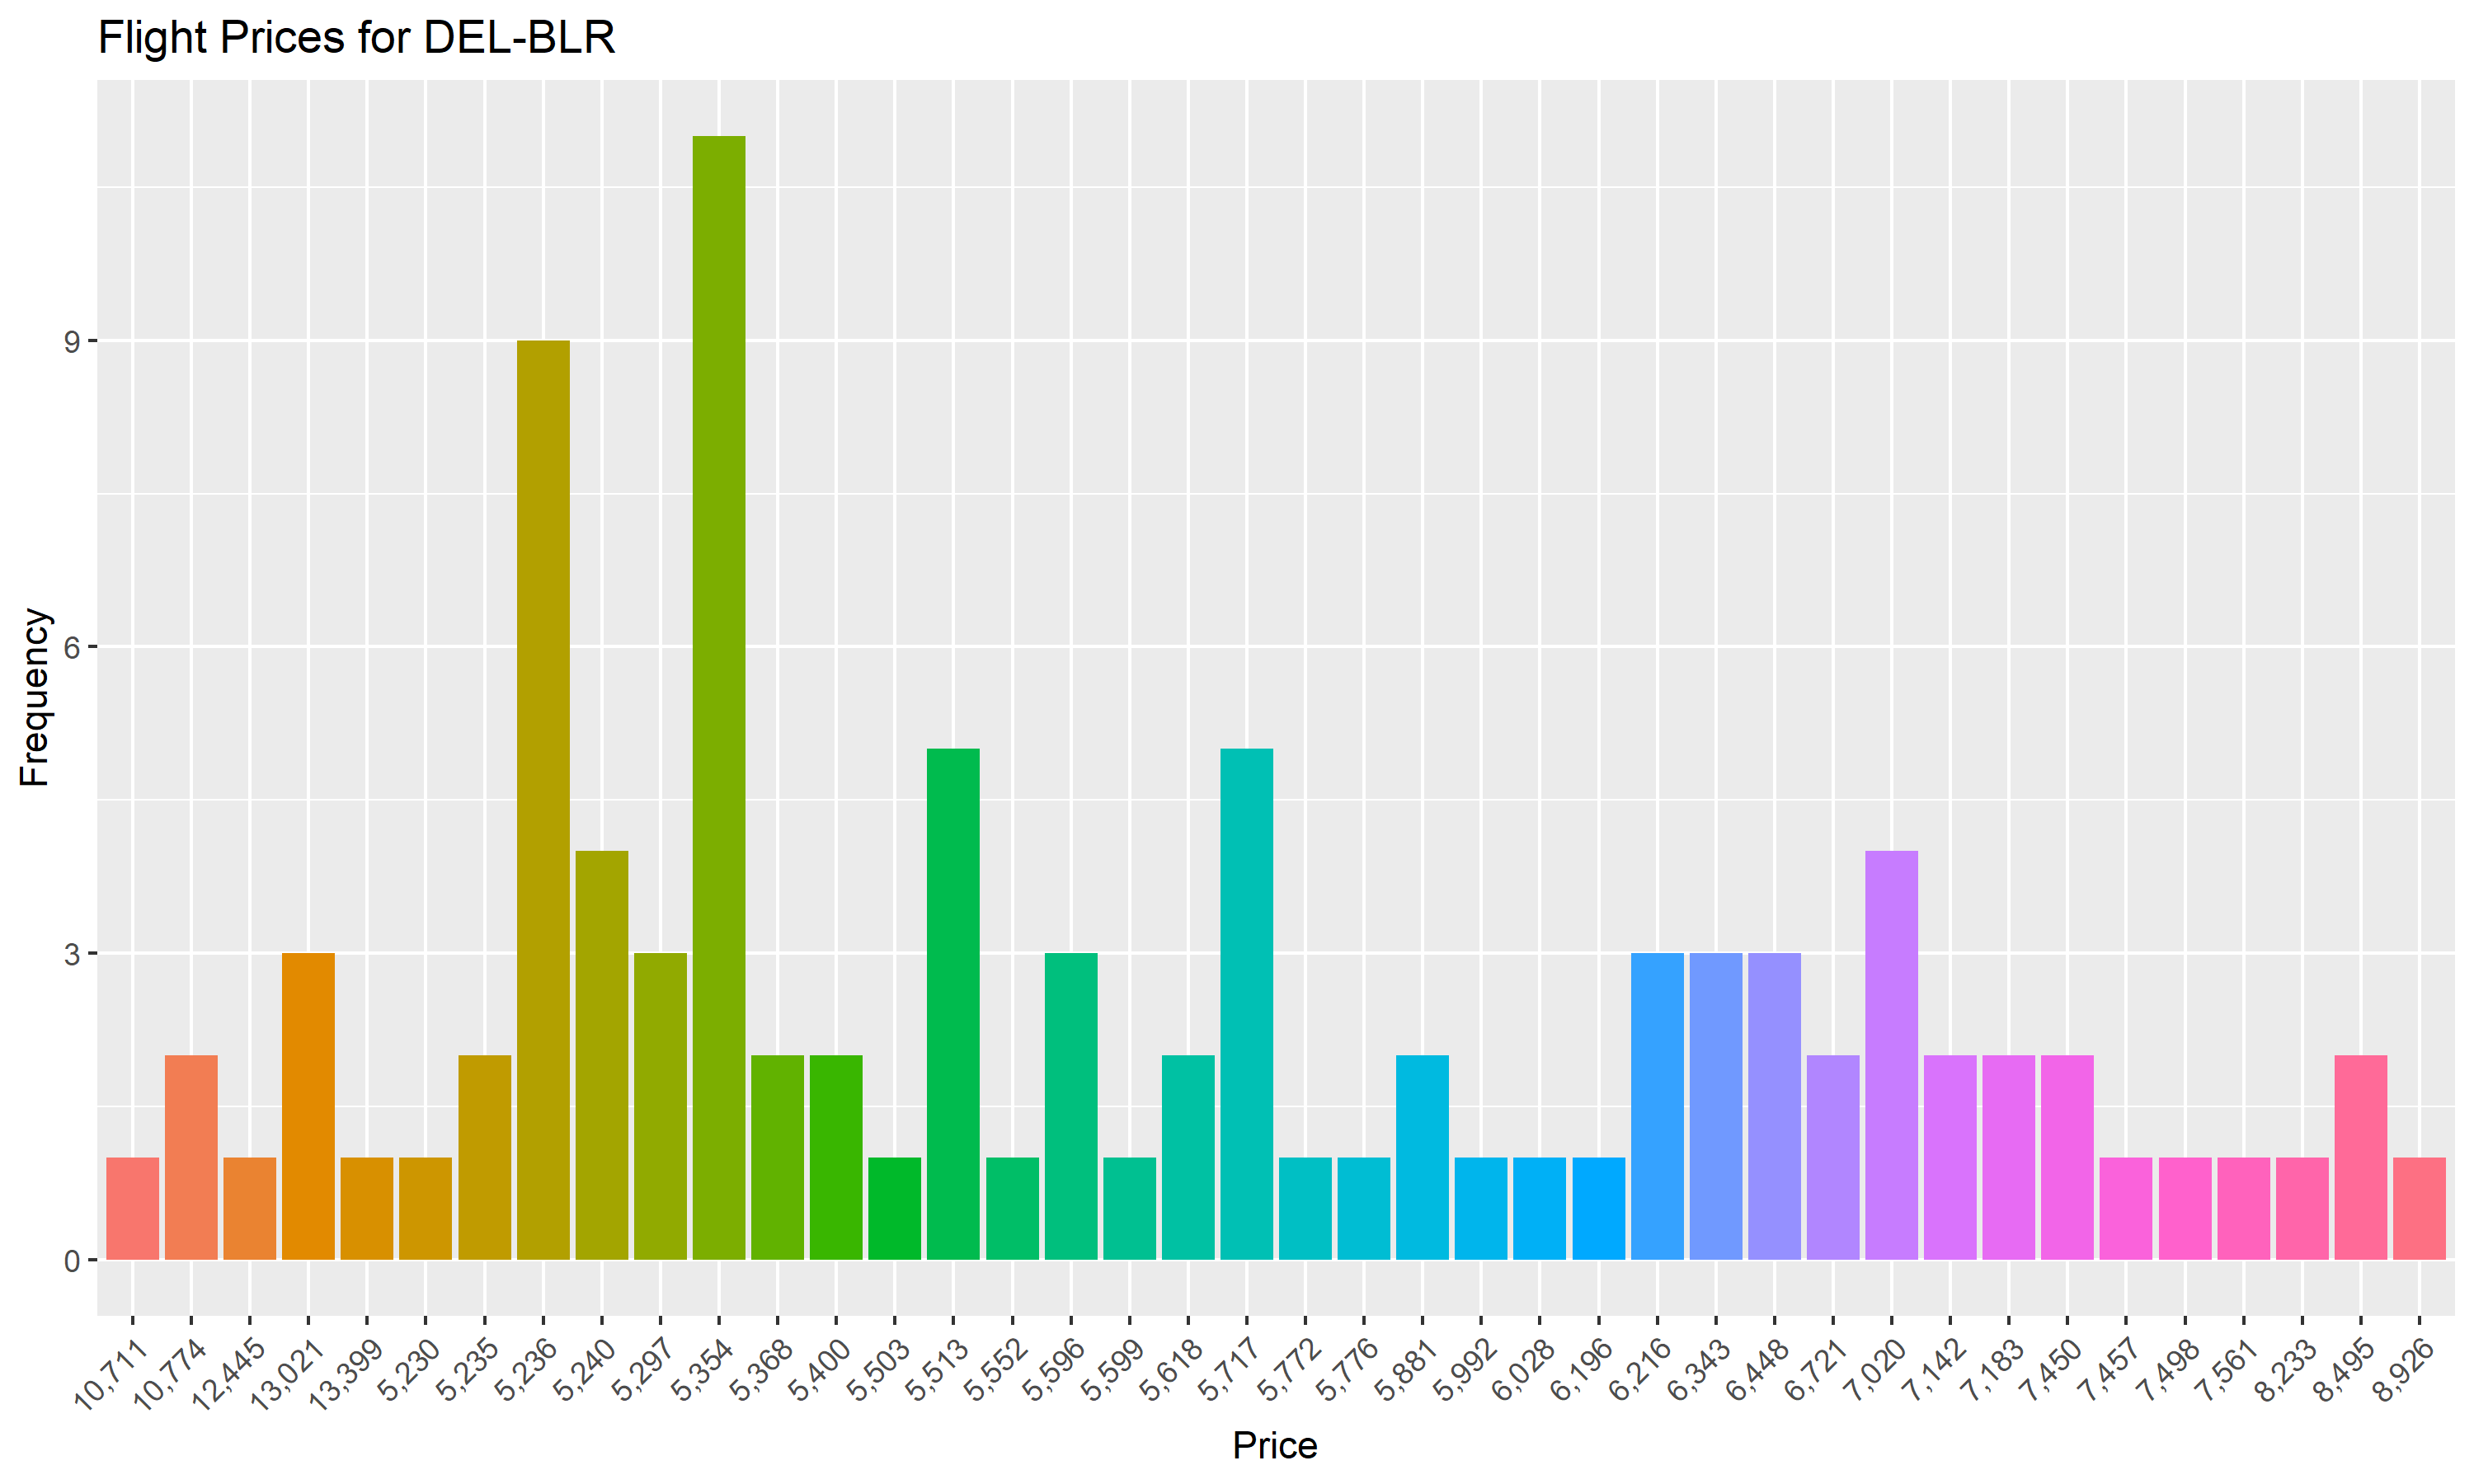 Flight Prices for DEL-BLR
Frequency
9
6
3
0
10,711 10,774 12,445 13,021 13,399 5,230 5,235 5,236 5,240 5,297 5,354 5,368 5,400 5,503 5,513 5,552 5,596 5,599 5,618 5,717 5,772 5,776 5,881 5,992 6,028 6,196 6,216 6,343 6,448 6,721 7,020 7,142 7,183 7,450 7,457 7,498 7,561 8,233 8,495 8,926
Price